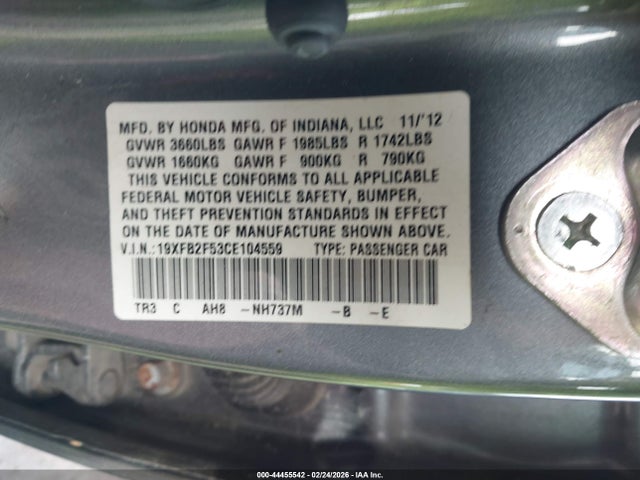 MFD. BY HONDA MFG. OF INDIANA, LLC 11/'12
GVWR 3660LBS GAWR F 1985LBS R 1742LBS
GVWR 1660KG GAWR F 900KG R 790KG
THIS VEHICLE CONFORMS TO ALL APPLICABLE
FEDERAL MOTOR VEHICLE SAFETY, BUMPER,
AND THEFT PREVENTION STANDARDS IN EFFECT
ON THE DATE OF MANUFACTURE SHOWN ABOVE.
V.I.N.: 19XFB2F53CE104559 TYPE: PASSENGER CAR
TR3 C AH8 -NH737M -B -E
000-44455542 - 02/24/2026 - IAA Inc.